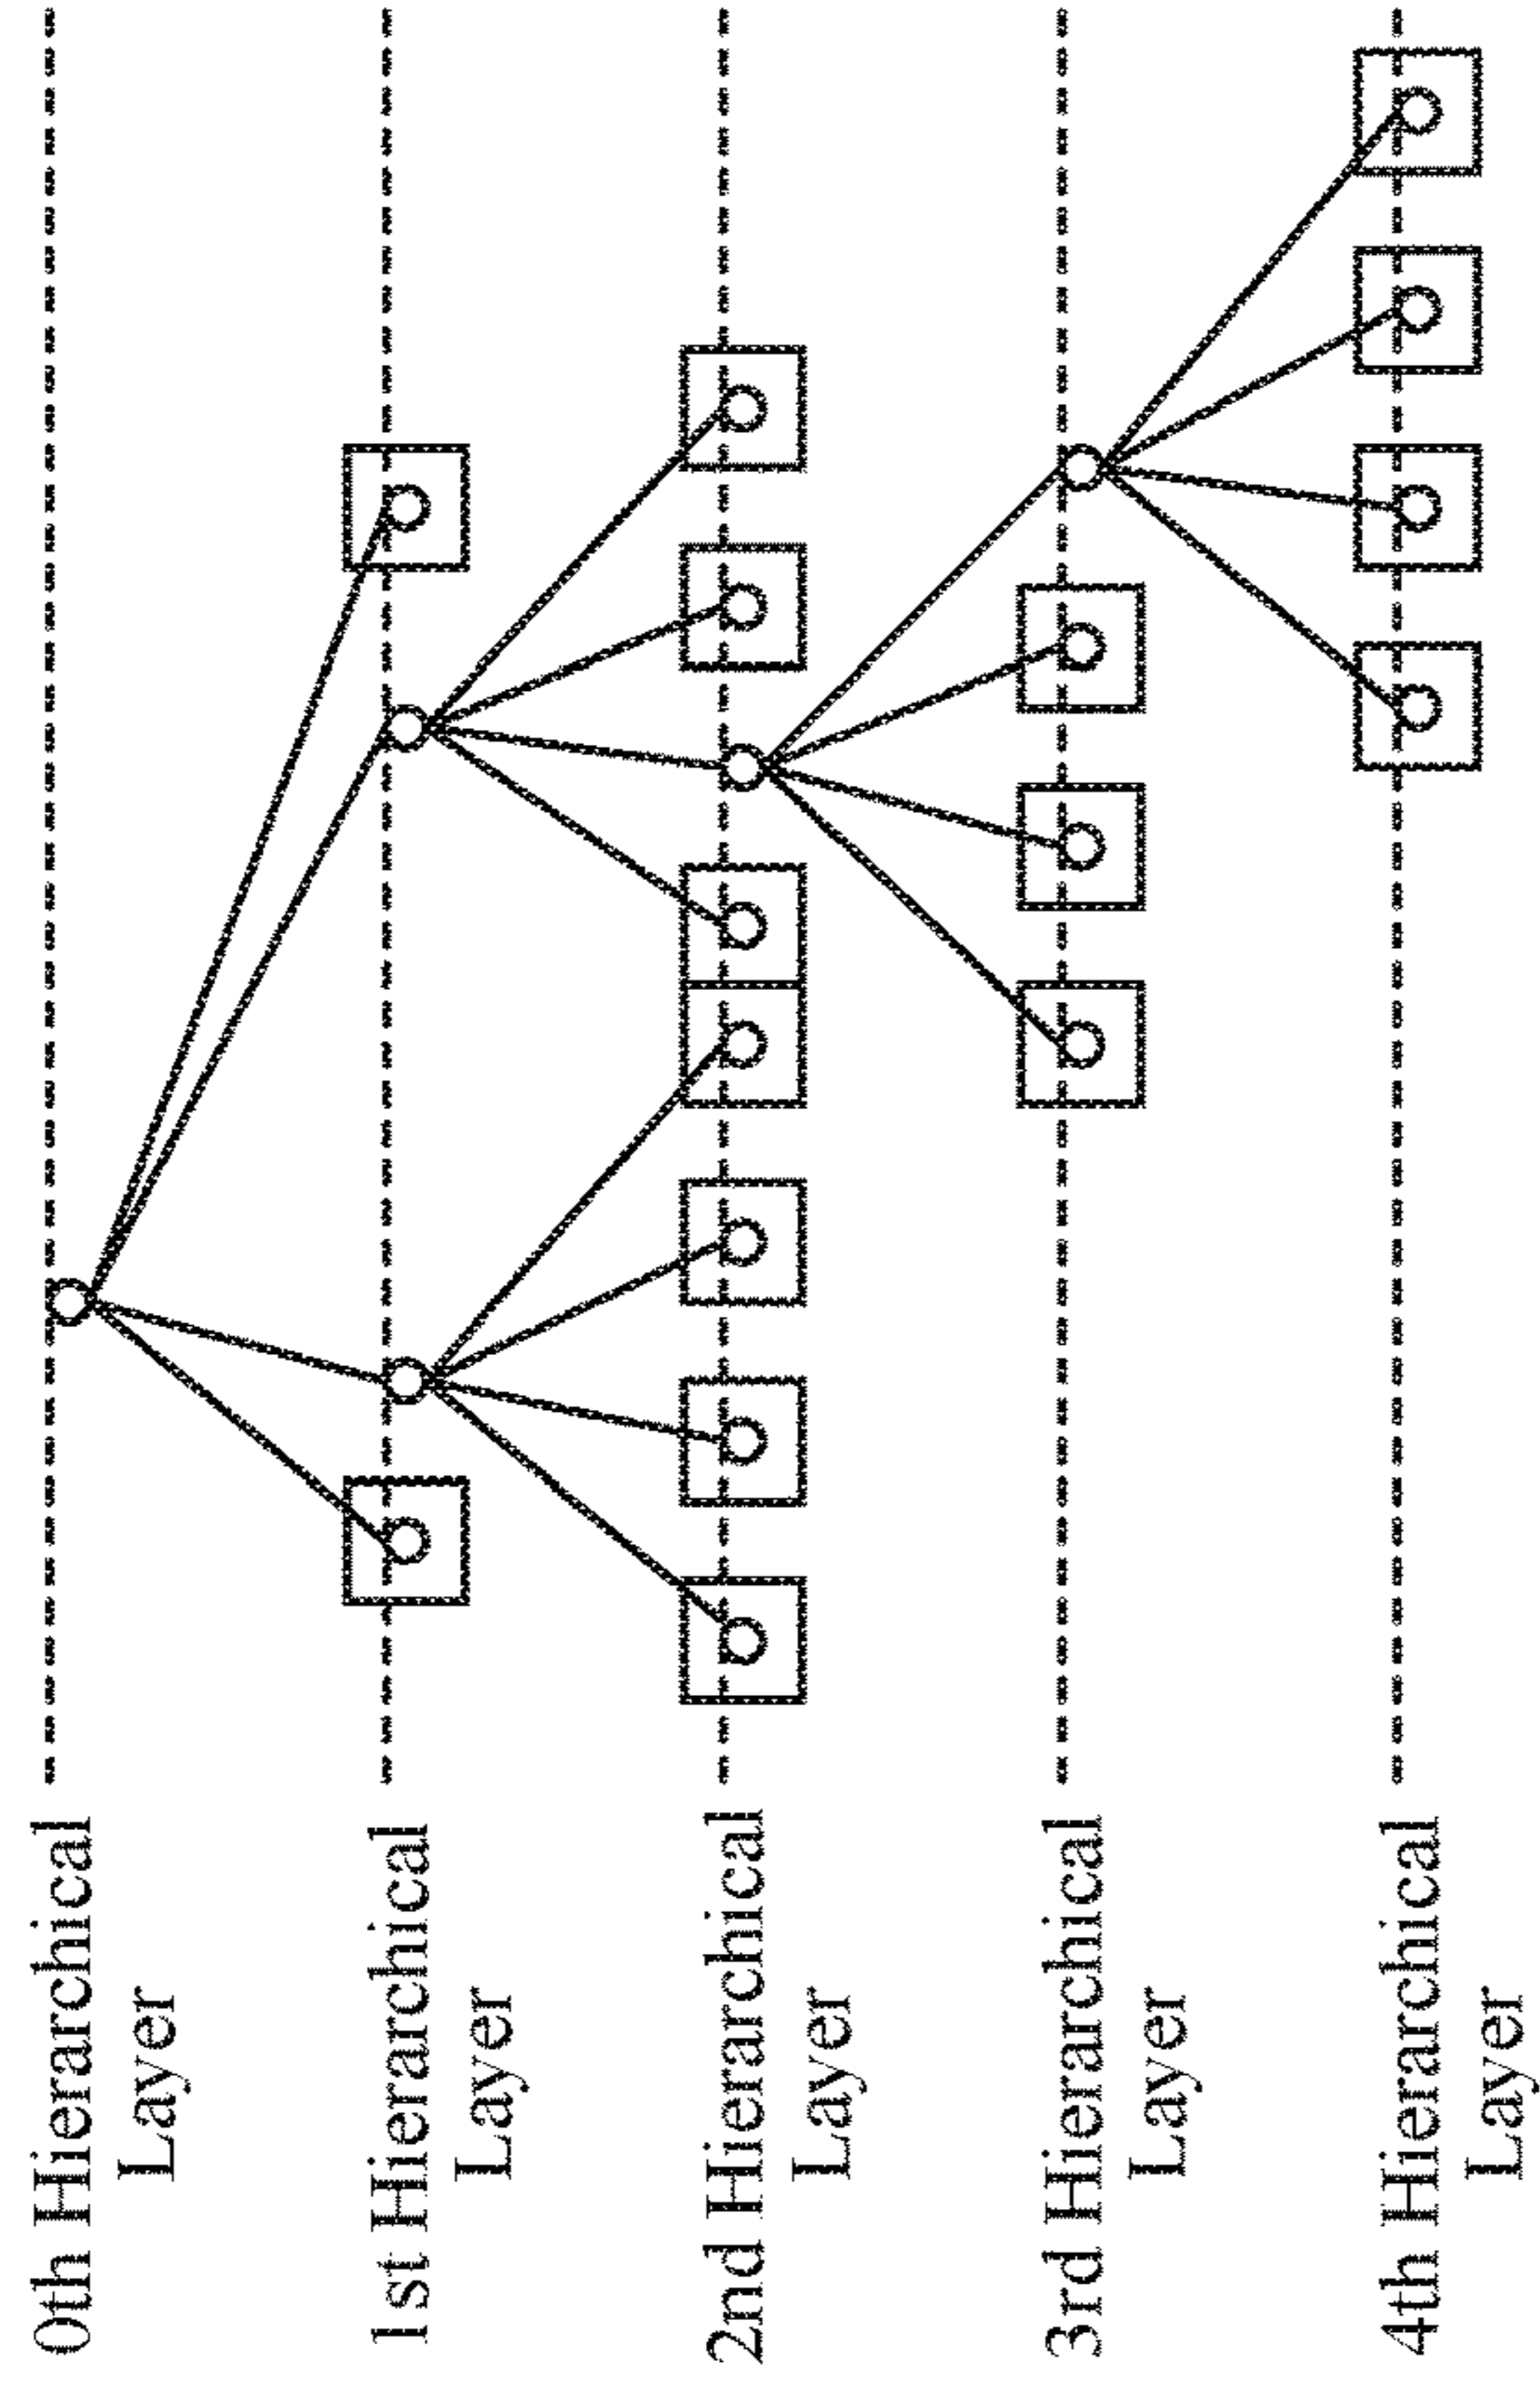 0th Hierarchical
Layer
1st Hierarchical
Layer
2nd Hierarchical
Layer
3rd Hierarchical
Layer
4th Hierarchical
Layer